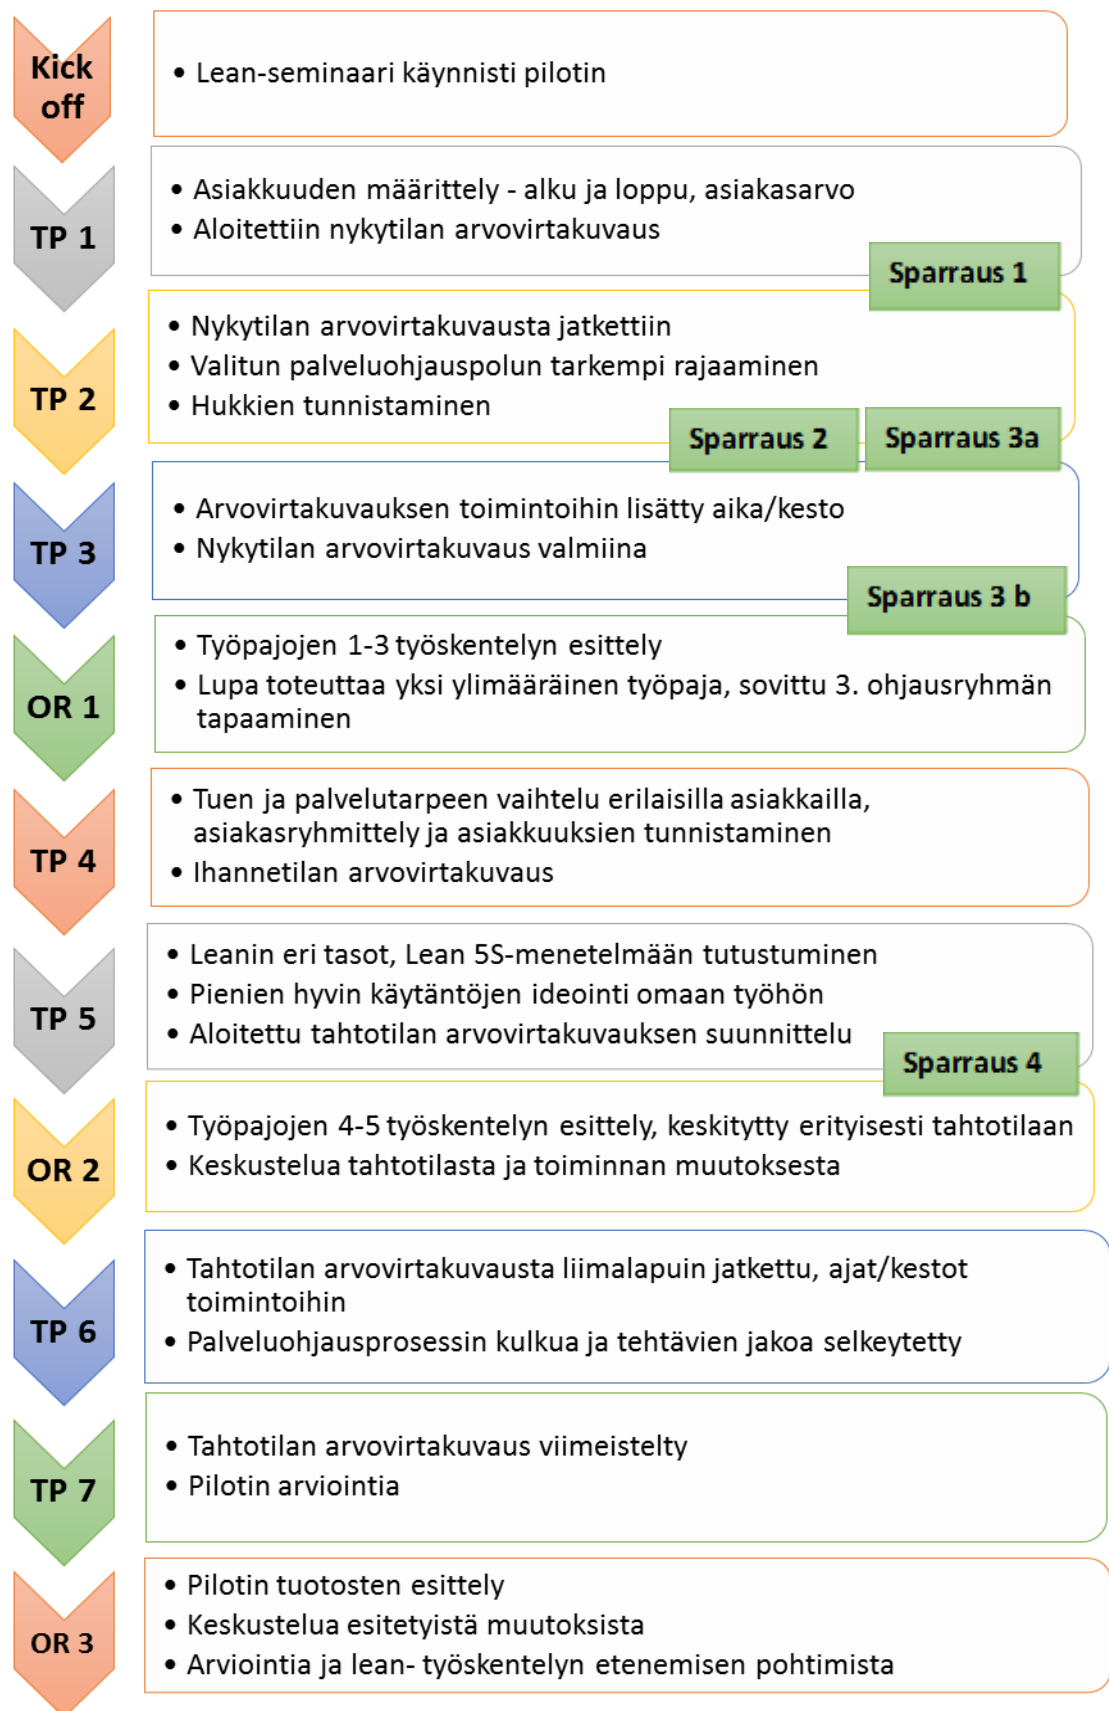 Kick
off
• Lean-seminaari käynnisti pilotin
TP 1
• Asiakkuuden määrittely - alku ja loppu, asiakasarvo
• Aloitettiin nykytilan arvovirtakuvaus
Sparraus 1
TP 2
• Nykytilan arvovirtakuvausta jatkettiin
• Valitun palveluohjauspolun tarkempi rajaaminen
• Hukkien tunnistaminen
Sparraus 2
Sparraus 3a
TP 3
• Arvovirtakuvauksen toimintoihin lisätty aika/kesto
• Nykytilan arvovirtakuvaus valmiina
Sparraus 3 b
OR 1
• Työpajojen 1-3 työskentelyn esittely
• Lupa toteuttaa yksi ylimääräinen työpaja, sovittu 3. ohjausryhmän
tapaaminen
TP 4
• Tuen ja palvelutarpeen vaihtelu erilaisilla asiakkailla,
asiakasryhmittely ja asiakkuuksien tunnistaminen
• Ihannetilan arvovirtakuvaus
TP 5
• Leanin eri tasot, Lean 5S-menetelmään tutustuminen
• Pienien hyvin käytäntöjen ideointi omaan työhön
• Aloitettu tahtotilan arvovirtakuvauksen suunnittelu
Sparraus 4
OR 2
• Työpajojen 4-5 työskentelyn esittely, keskitytty erityisesti tahtotilaan
• Keskustelua tahtotilasta ja toiminnan muutoksesta
TP 6
• Tahtotilan arvovirtakuvausta liimalapuin jatkettu, ajat/kestot
toimintoihin
• Palveluohjausprosessin kulkua ja tehtävien jakoa selkeytetty
TP 7
• Tahtotilan arvovirtakuvaus viimeistelty
• Pilotin arviointia
OR 3
• Pilotin tuotosten esittely
• Keskustelua esitetyistä muutoksista
• Arviointia ja lean- työskentelyn etenemisen pohtimista